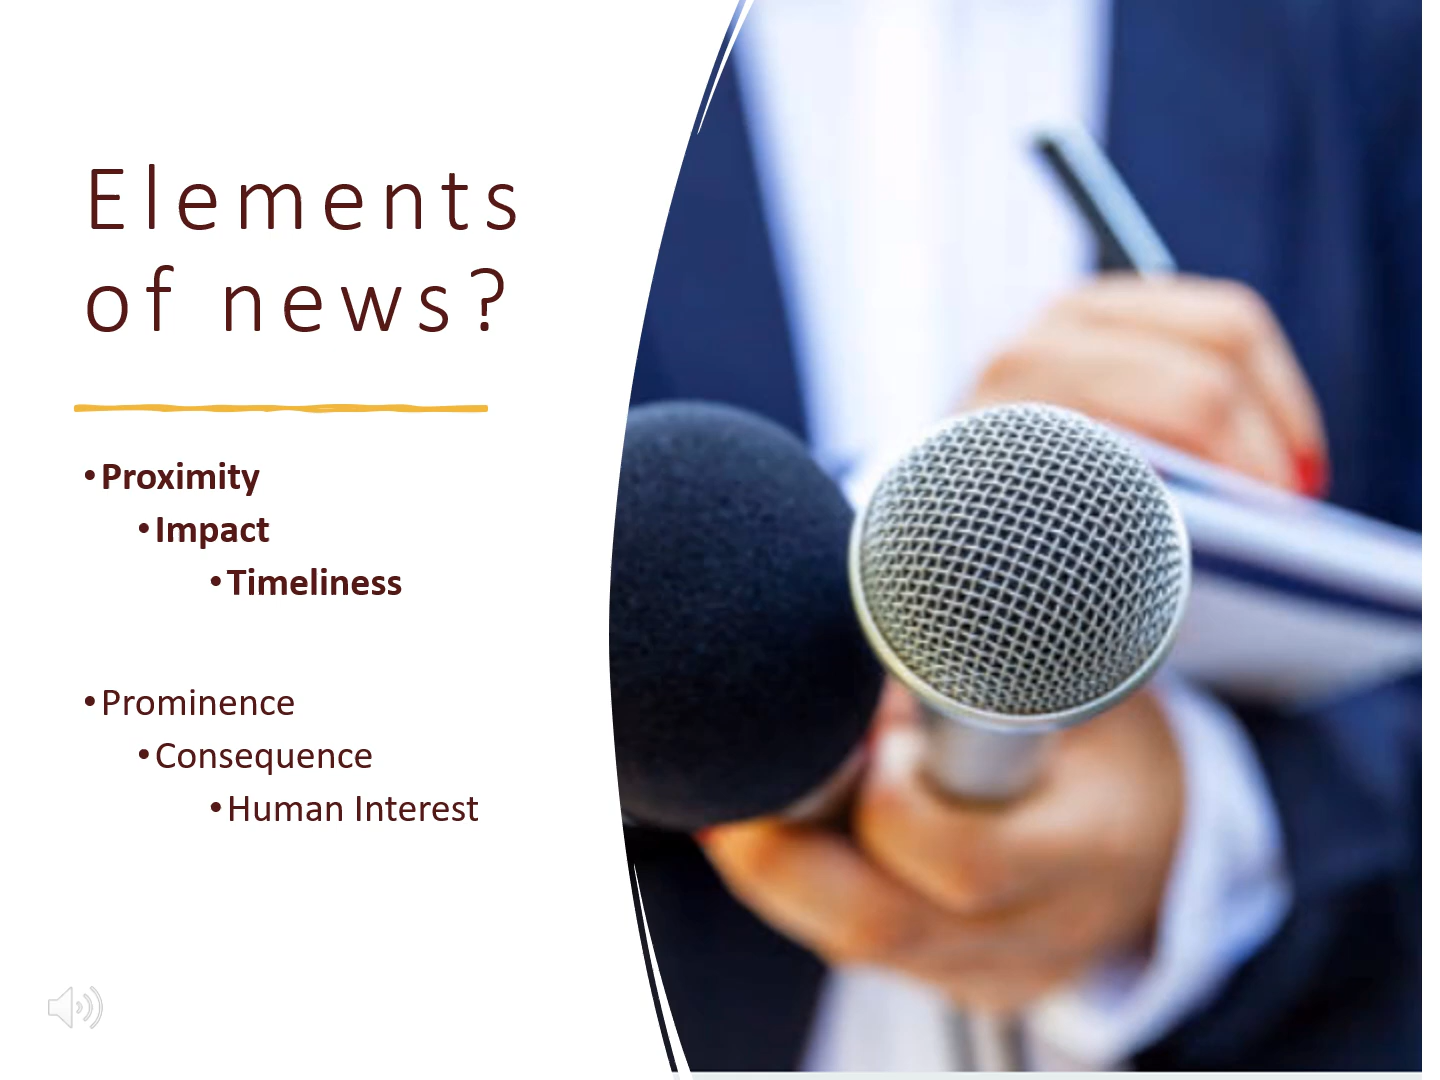 Elements
of news?
•Proximity
•Impact
•Timeliness
•Prominence
•Consequence
•Human Interest